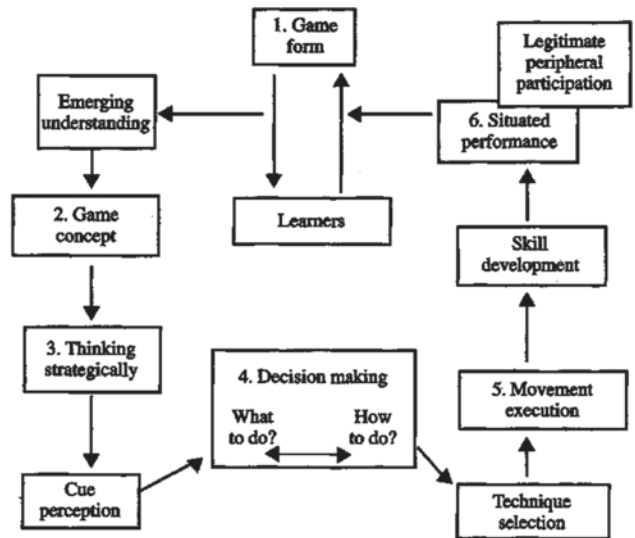 1. Game
form
Legitimate
peripheral
participation
Emerging
understanding
6. Situated
performance
2. Game
concept
Learners
Skill
development
3. Thinking
strategically
4. Decision making
What
to do?
How
to do?
5. Movement
execution
Cue
perception
Technique
selection